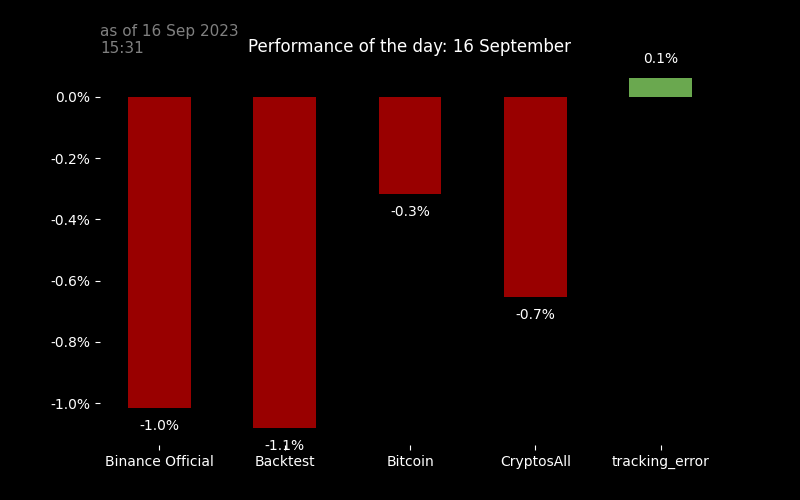 as of 16 Sep 2023
15:31
Performance of the day: 16 September
0.1%
0.0%
-0.2%
-0.4%
-0.6%
-0.8%
-1.0%
-0.3%
-0.7%
-1.0%
-1.1%
Binance Official
Backtest
Bitcoin
CryptosAll
tracking_error